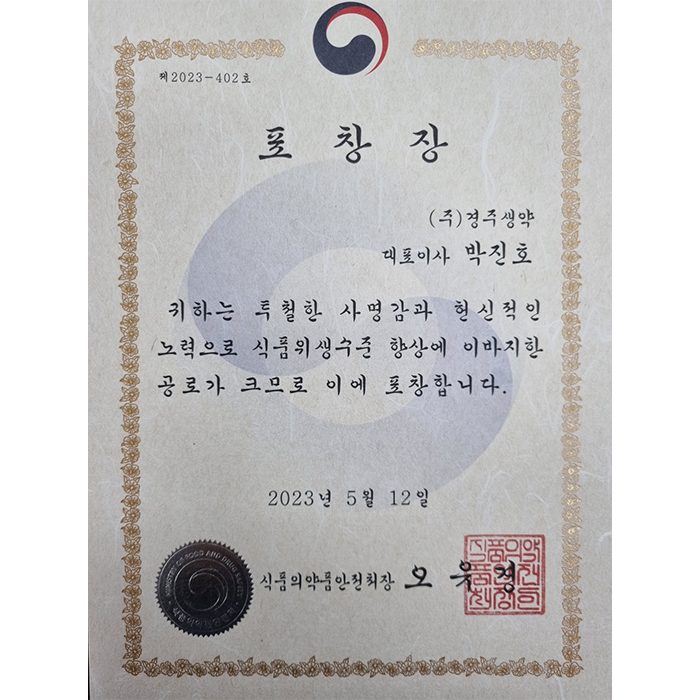 제2023-402호
포 창 장
(주)경주생약
대표이사 박진호
귀하는 투철한 사명감과 헌신적인
노력으로 식품위생수준 향상에 이바지한
공로가 크므로 이에 포창합니다.
2023년 5월 12일
식품의약품안전처장 오 유 경